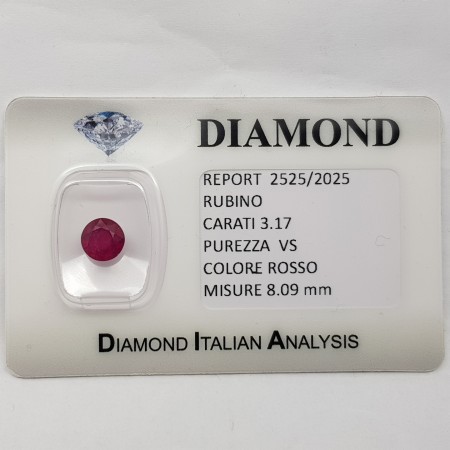 DIAMOND
REPORT 2525/2025
RUBINO
CARATI 3.17
PUREZZA VS
COLORE ROSSO
MISURE 8.09 mm
DIAMOND ITALIAN ANALYSIS